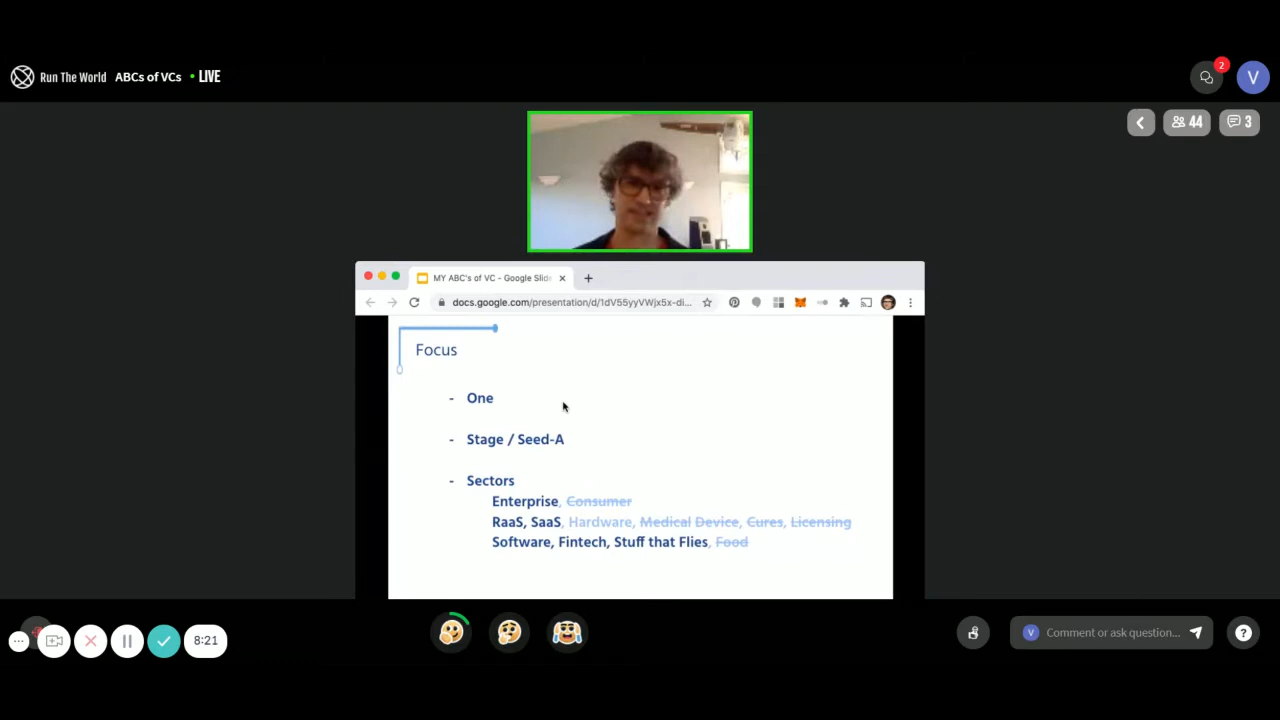 Run The World ABCs of VCs • LIVE
2
V
44
3
MY ABC's of VC - Google Slide
docs.google.com/presentation/d/1dV55yyVWjx5x-di...
Focus
- One
- Stage / Seed-A
- Sectors
Enterprise, Consumer
RaaS, SaaS, Hardware, Medical Device, Cures, Licensing
Software, Fintech, Stuff that Flies, Food
8:21
V Comment or ask question...
?